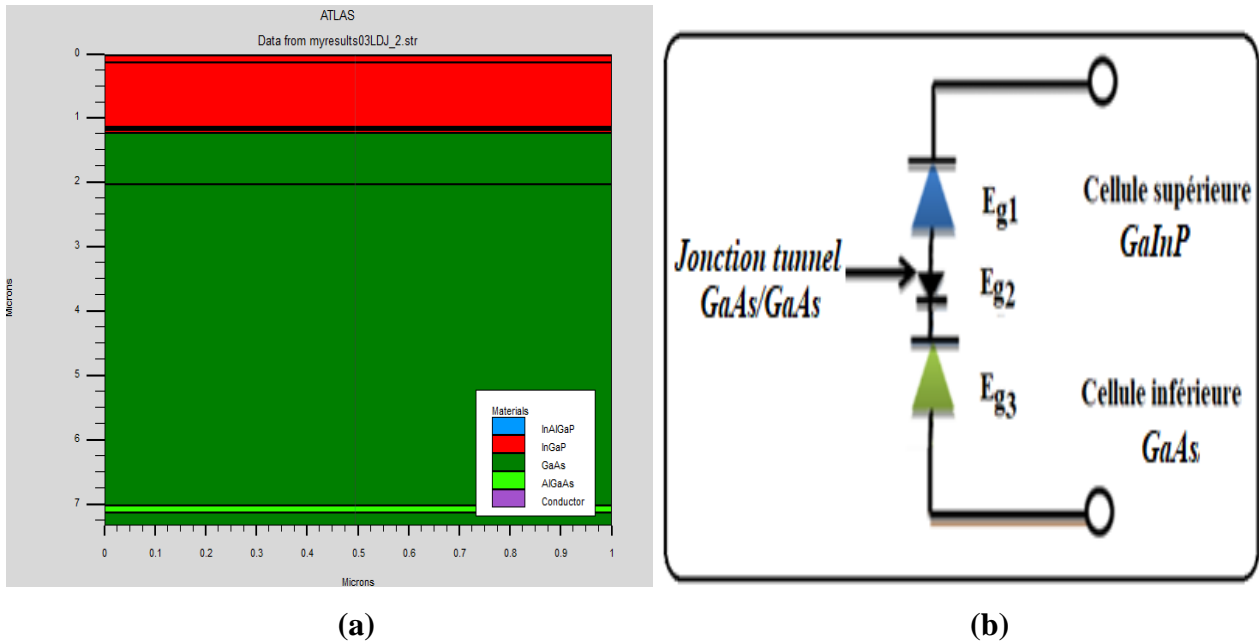 ATLAS
Data from myresults03LDJ_2.str
0
1
2
3
4
5
6
7
Microns
0
0.1
0.2
0.3
0.4
0.5
0.6
0.7
0.8
0.9
1
Microns
Materials
InAlGaP
InGaP
GaAs
AlGaAs
Conductor
(a)
Jonction tunnel
GaAs/GaAs
Eg1
Eg2
Eg3
Cellule supérieure
GaInP
Cellule inférieure
GaAs
(b)